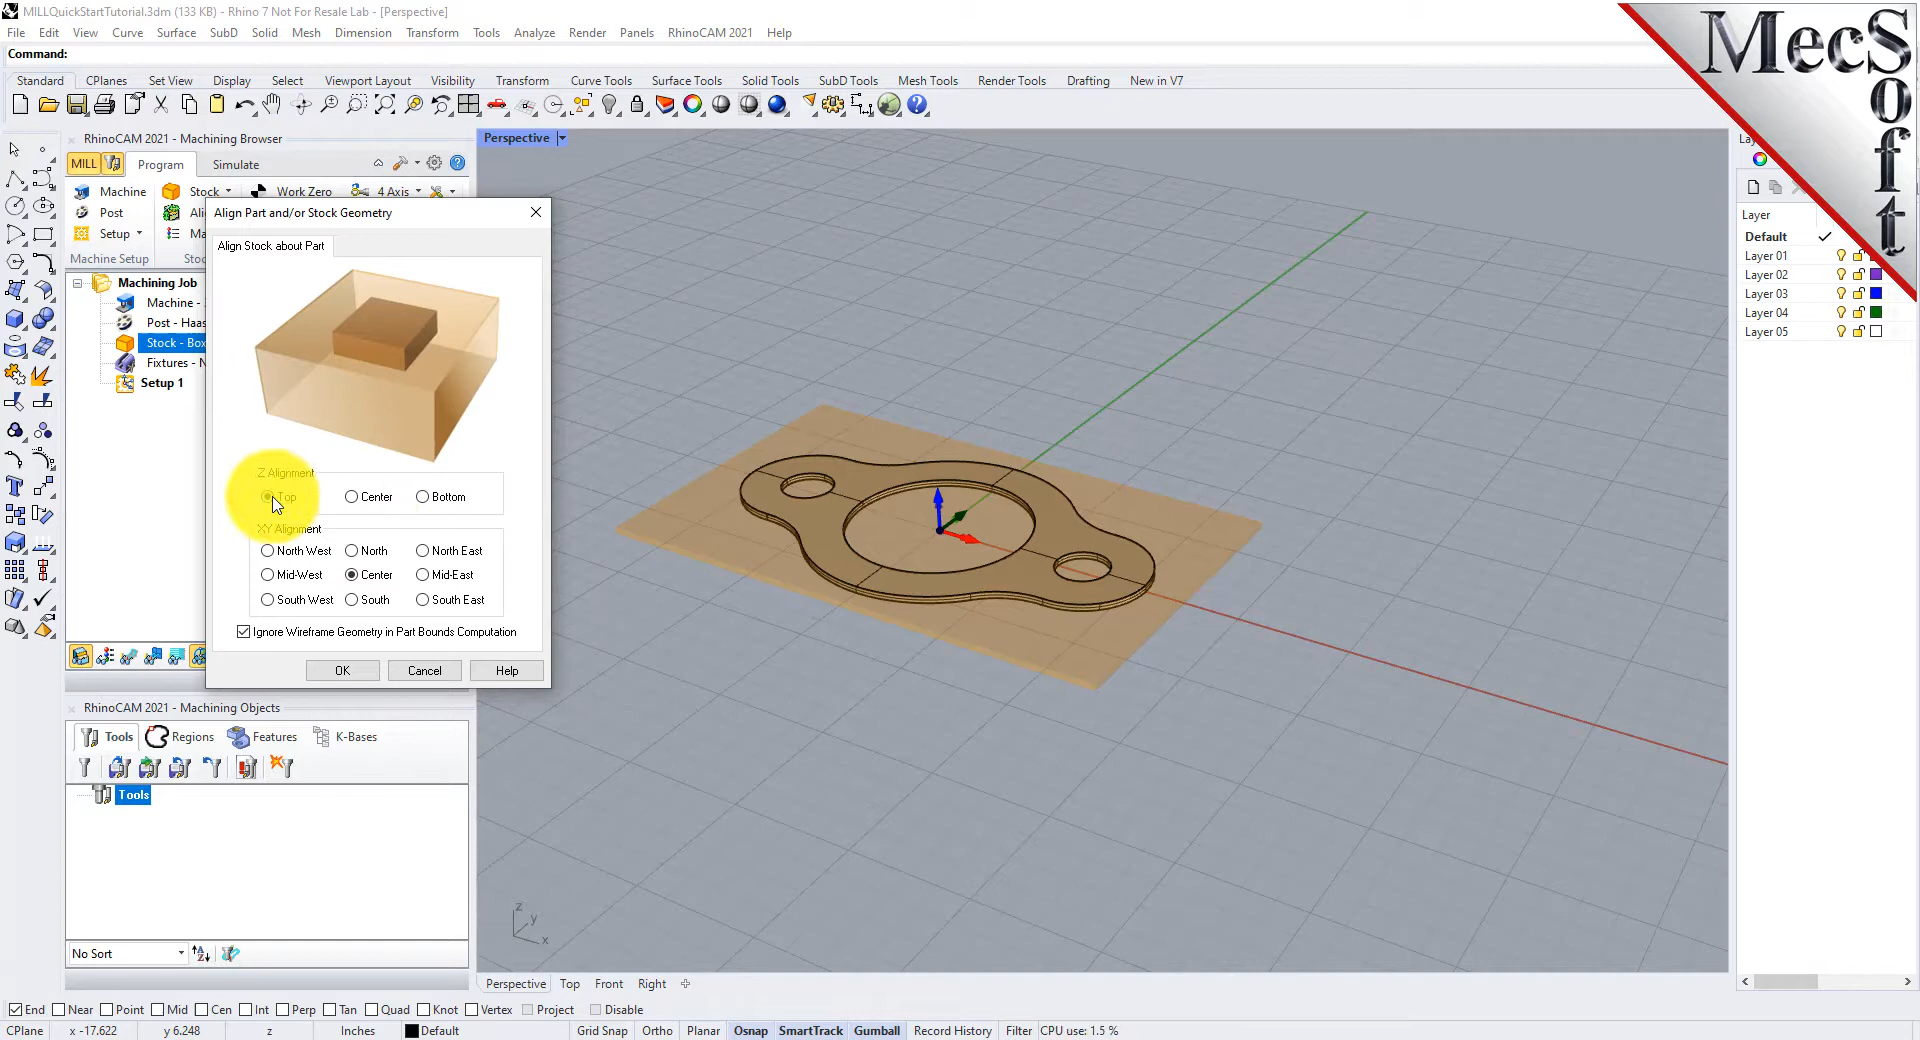 MILLQuickStartTutorial.3dm (133 KB) - Rhino 7 Not For Resale Lab - [Perspective]
File Edit View Curve Surface SubD Solid Mesh Dimension Transform Tools Analyze Render Panels RhinoCAM 2021 Help
Command:
Standard CPlanes Set View Display Select Viewport Layout Visibility Transform Curve Tools Surface Tools Solid Tools SubD Tools Mesh Tools Render Tools Drafting New in V7
MecSoft
RhinoCAM 2021 - Machining Browser
MILL Program Simulate
Machine Stock Work Zero 4 Axis
Post
Setup
Machine Setup
Machining Job
Machine -
Post - Haas
Stock - Box
Fixtures - N
Setup 1
Align Part and/or Stock Geometry
Align Stock about Part
Z Alignment
Top Center Bottom
XY Alignment
North West North North East
Mid-West Center Mid-East
South West South South East
Ignore Wireframe Geometry in Part Bounds Computation
OK Cancel Help
RhinoCAM 2021 - Machining Objects
Tools Regions Features K-Bases
Tools
No Sort
Perspective
z
y
x
Perspective Top Front Right
Layer
Default
Layer 01
Layer 02
Layer 03
Layer 04
Layer 05
End Near Point Mid Cen Int Perp Tan Quad Knot Vertex Project Disable
CPlane x -17.622 y 6.248 z Inches Default Grid Snap Ortho Planar Osnap SmartTrack Gumball Record History Filter CPU use: 1.5 %